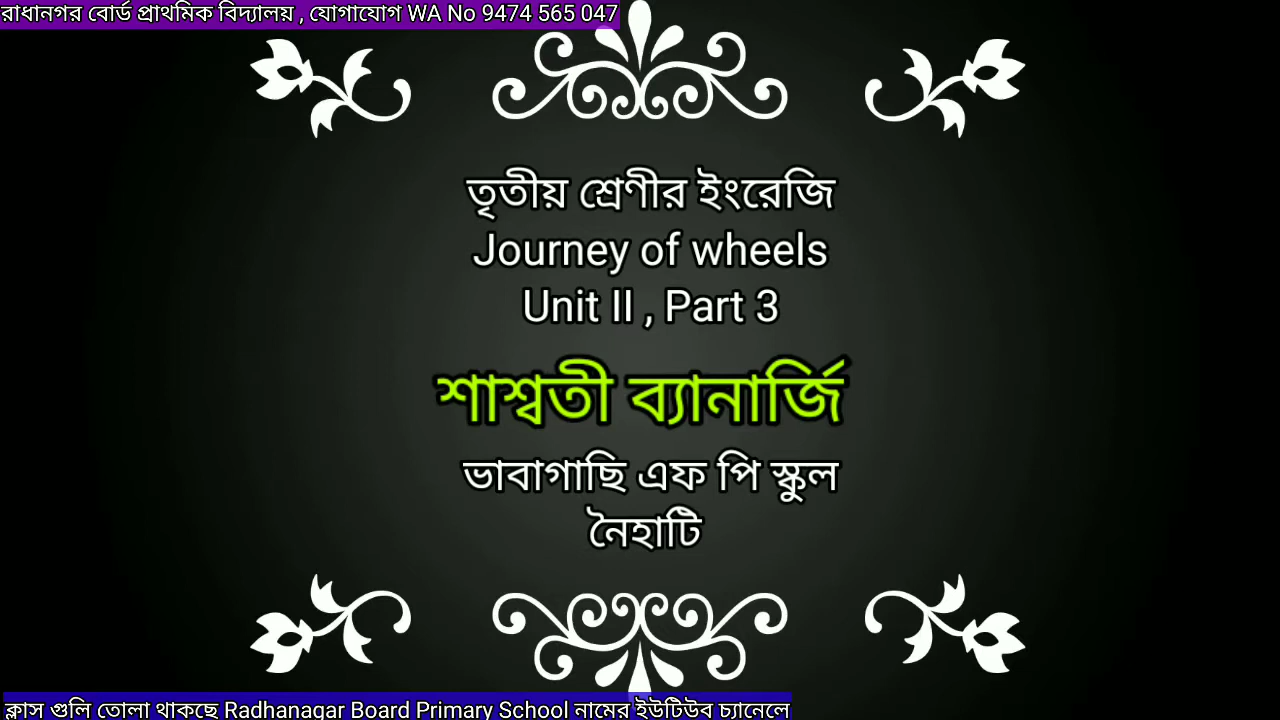 রাধানগর বোর্ড প্রাথমিক বিদ্যালয় , যোগাযোগ WA No 9474 565 047
তৃতীয় শ্রেণীর ইংরেজি
Journey of wheels
Unit II , Part 3
শাশ্বতী ব্যানার্জি
ভাবাগাছি এফ পি স্কুল
নৈহাটি
ক্লাস গুলি তোলা থাকছে Radhanagar Board Primary School নামের ইউটিউব চ্যানেলে